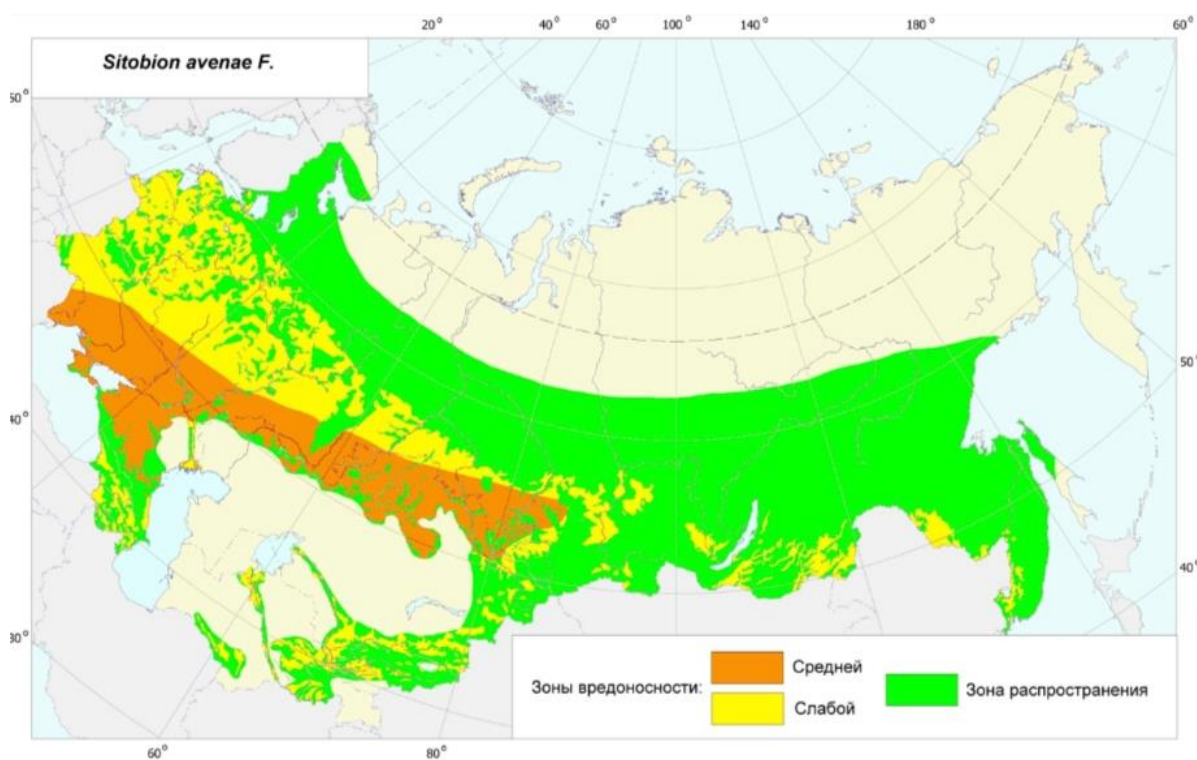 20° 40° 60° 100° 140° 180° 60°
Sitobion avenae F.
50°
50°
40°
40°
30°
Зоны вредоносности:
Средней
Слабой
Зона распространения
60° 80°